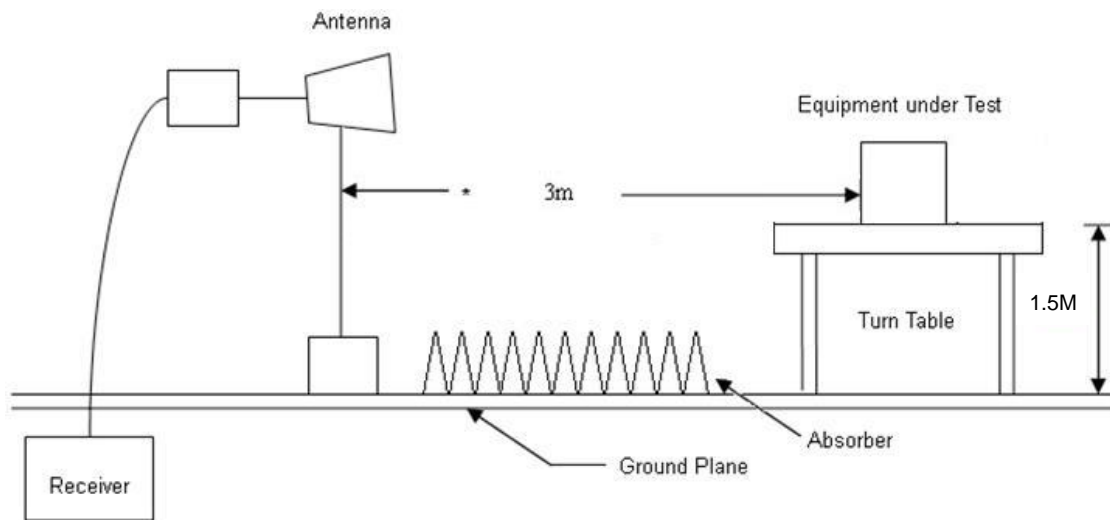 Antenna
Equipment under Test
* 3m
1.5M
Turn Table
Absorber
Ground Plane
Receiver